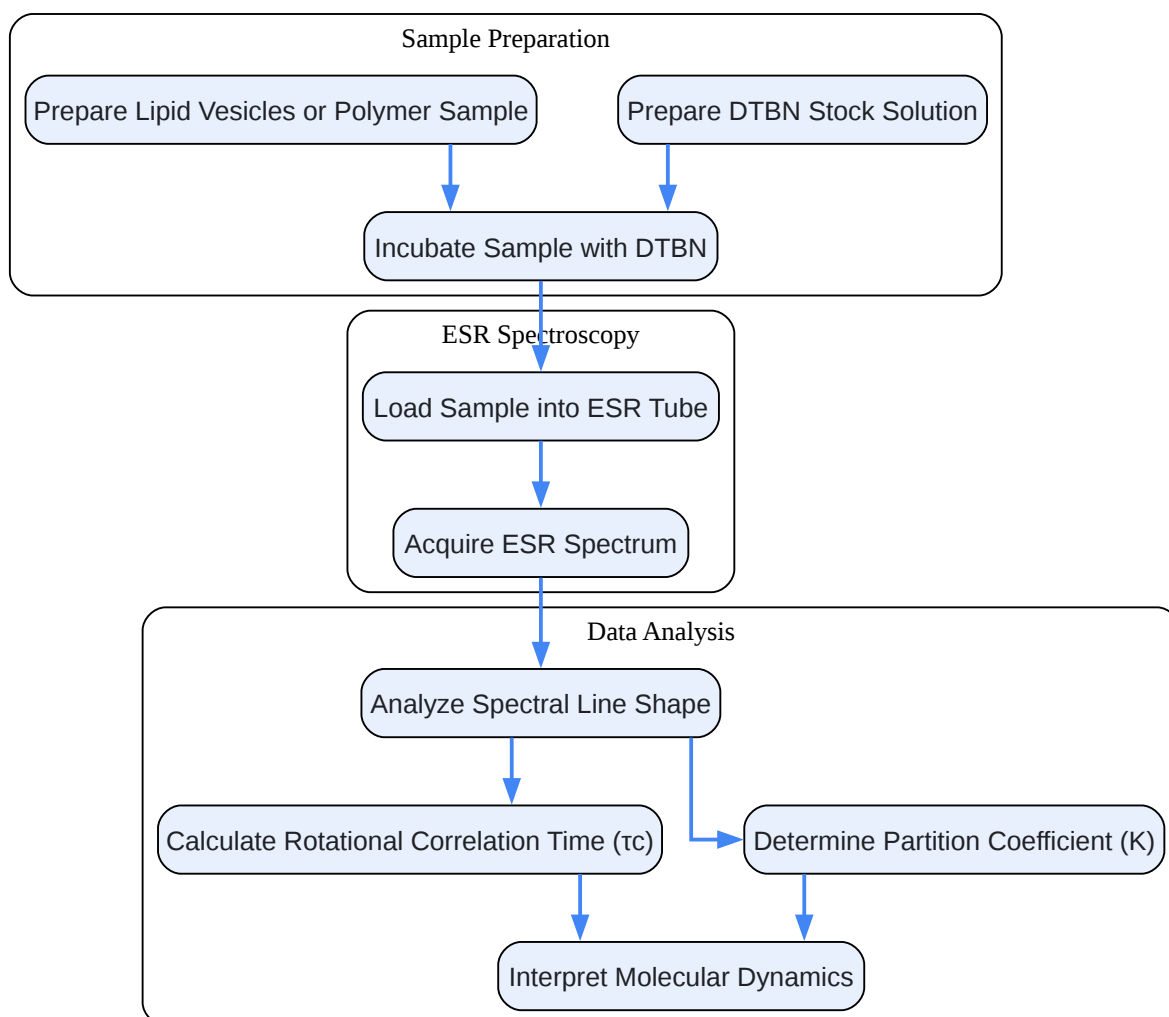 Sample Preparation
Prepare Lipid Vesicles or Polymer Sample
Prepare DTBN Stock Solution
Incubate Sample with DTBN
ESR Spectroscopy
Load Sample into ESR Tube
Acquire ESR Spectrum
Data Analysis
Analyze Spectral Line Shape
Calculate Rotational Correlation Time (τc)
Determine Partition Coefficient (K)
Interpret Molecular Dynamics